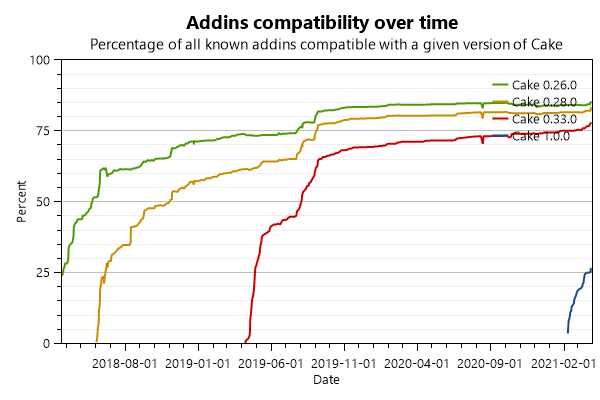 Addins compatibility over time
Percentage of all known addins compatible with a given version of Cake
100
75
50
25
0
Percent
Cake 0.26.0
Cake 0.28.0
Cake 0.33.0
Cake 1.0.0
2018-08-01 2019-01-01 2019-06-01 2019-11-01 2020-04-01 2020-09-01 2021-02-01
Date